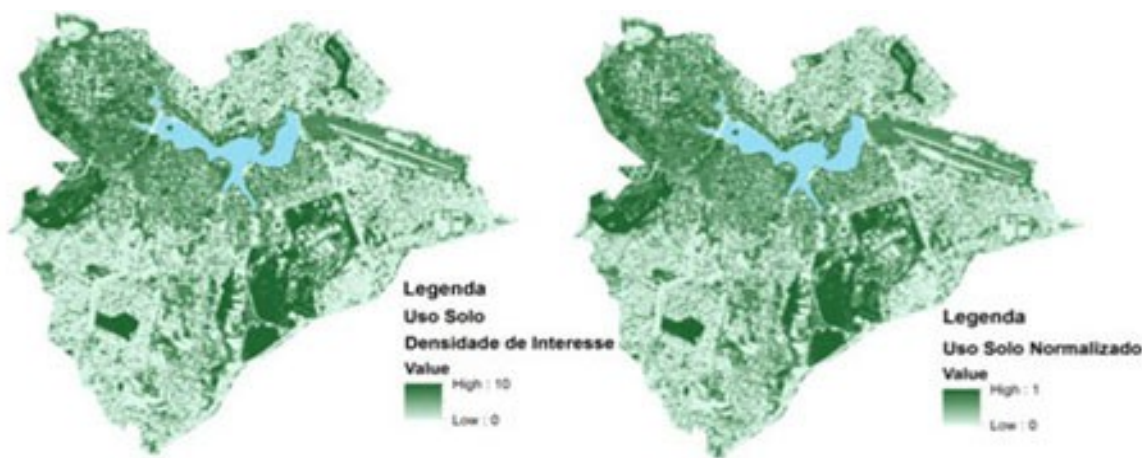 Legenda
Uso Solo
Densidade de Interesse
Value
High : 10
Low : 0
Legenda
Uso Solo Normalizado
Value
High : 1
Low : 0